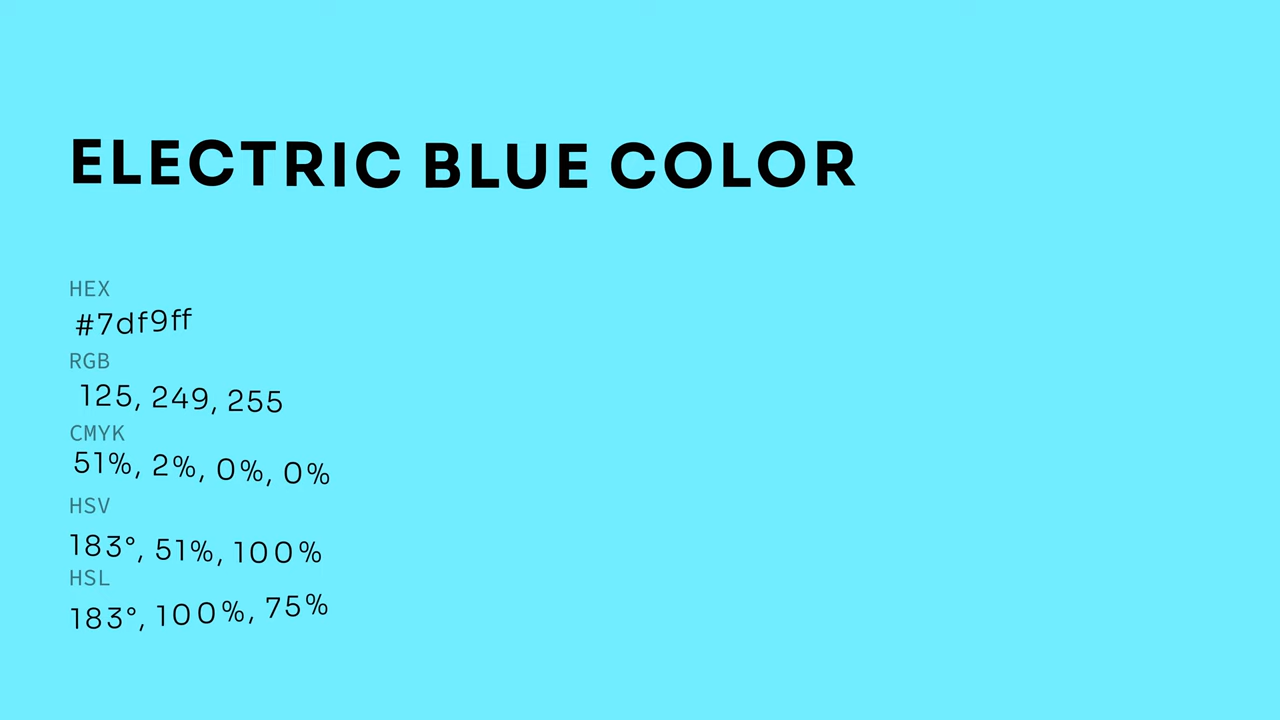 ELECTRIC BLUE COLOR
HEX
#7df9ff
RGB
125, 249, 255
CMYK
51%, 2%, 0%, 0%
HSV
183°, 51%, 100%
HSL
183°, 100%, 75%